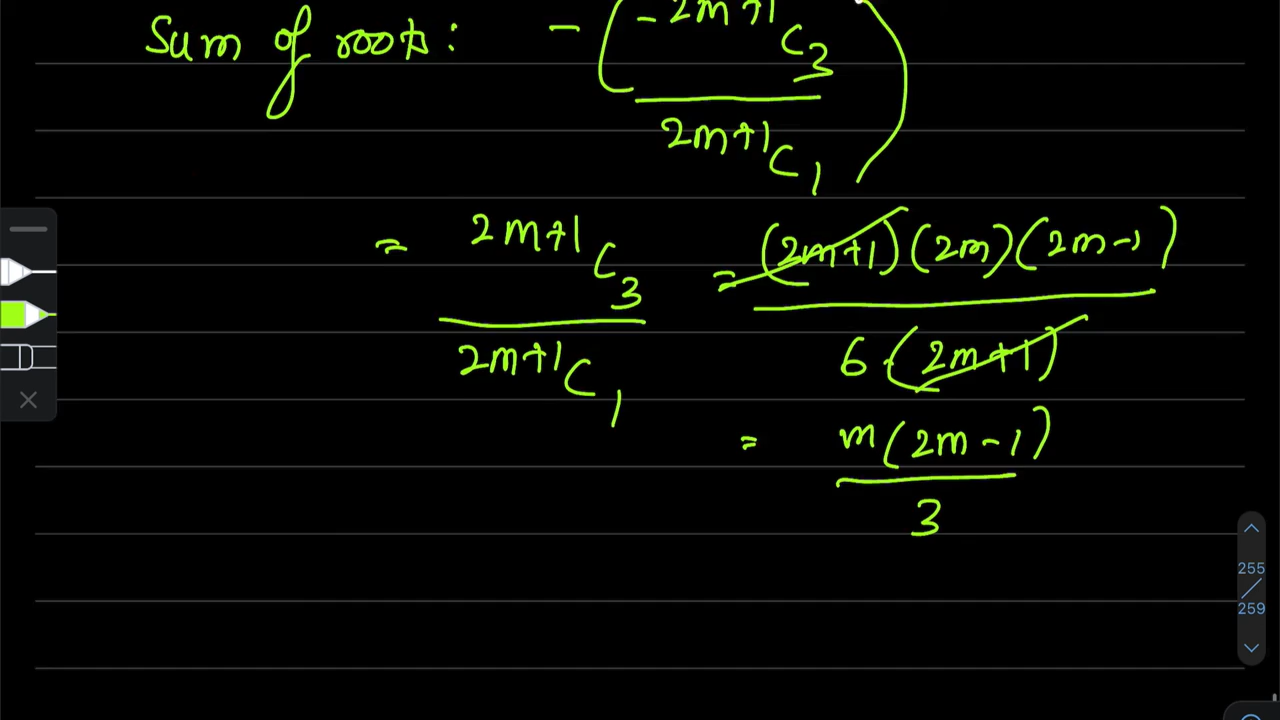 Sum of roots : - ( -2m+1C3
2m+1C1 )
= 2m+1C3 = (2m+1)(2m)(2m-1)
2m+1C1 6(2m+1)
= m(2m-1)
3
255
259